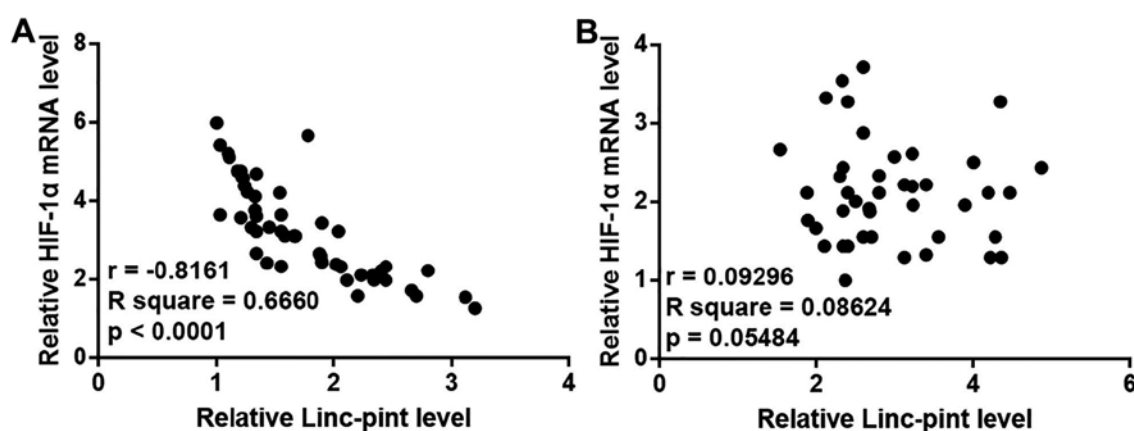 A
Relative HIF-1α mRNA level
8
6
4
2
0
r = -0.8161
R square = 0.6660
p < 0.0001
0 1 2 3 4
Relative Linc-pint level
B
Relative HIF-1α mRNA level
4
3
2
1
0
r = 0.09296
R square = 0.08624
p = 0.05484
0 2 4 6
Relative Linc-pint level